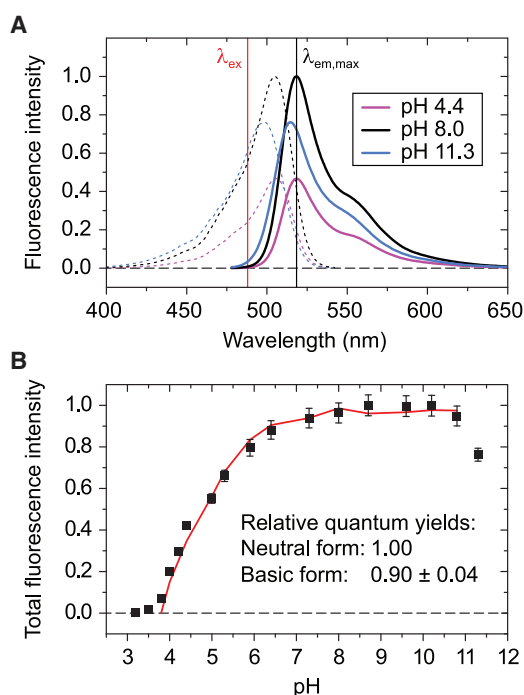 A
λex
λem,max
pH 4.4
pH 8.0
pH 11.3
Fluorescence intensity
1.0
0.8
0.6
0.4
0.2
0.0
400 450 500 550 600 650
Wavelength (nm)
B
Total fluorescence intensity
1.0
0.8
0.6
0.4
0.2
0.0
Relative quantum yields:
Neutral form: 1.00
Basic form: 0.90 ± 0.04
2 3 4 5 6 7 8 9 10 11 12
pH